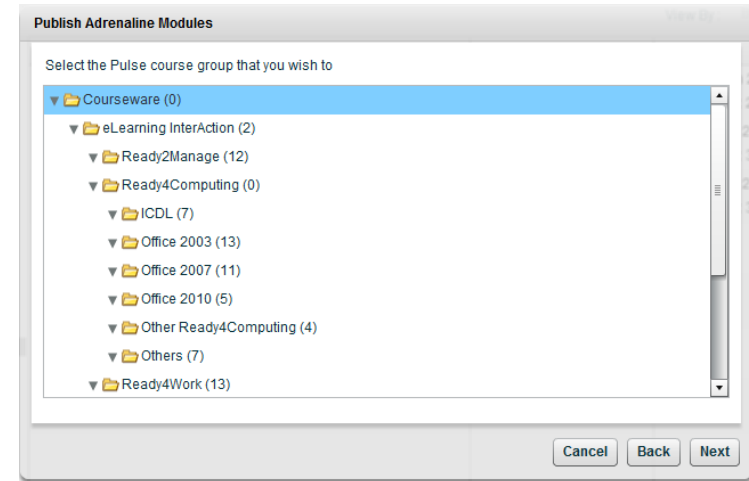 Publish Adrenaline Modules
View By
Select the Pulse course group that you wish to
Courseware (0)
eLearning InterAction (2)
Ready2Manage (12)
Ready4Computing (0)
ICDL (7)
Office 2003 (13)
Office 2007 (11)
Office 2010 (5)
Other Ready4Computing (4)
Others (7)
Ready4Work (13)
Cancel Back Next